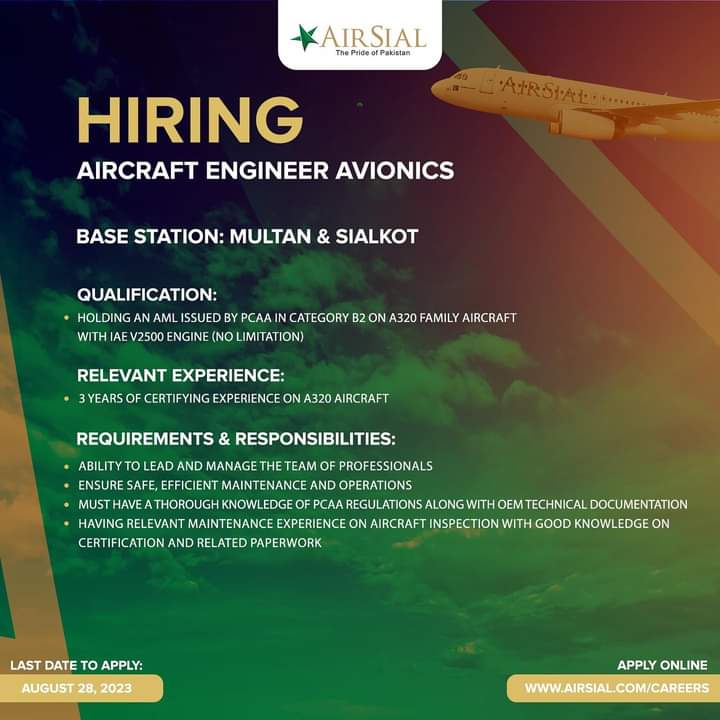 AIRSIAL
The Pride of Pakistan
AIRSIAL
HIRING
AIRCRAFT ENGINEER AVIONICS
BASE STATION: MULTAN & SIALKOT
QUALIFICATION:
• HOLDING AN AML ISSUED BY PCAA IN CATEGORY B2 ON A320 FAMILY AIRCRAFT
WITH IAE V2500 ENGINE (NO LIMITATION)
RELEVANT EXPERIENCE:
• 3 YEARS OF CERTIFYING EXPERIENCE ON A320 AIRCRAFT
REQUIREMENTS & RESPONSIBILITIES:
• ABILITY TO LEAD AND MANAGE THE TEAM OF PROFESSIONALS
• ENSURE SAFE, EFFICIENT MAINTENANCE AND OPERATIONS
• MUST HAVE A THOROUGH KNOWLEDGE OF PCAA REGULATIONS ALONG WITH OEM TECHNICAL DOCUMENTATION
• HAVING RELEVANT MAINTENANCE EXPERIENCE ON AIRCRAFT INSPECTION WITH GOOD KNOWLEDGE ON
CERTIFICATION AND RELATED PAPERWORK
LAST DATE TO APPLY:
AUGUST 28, 2023
APPLY ONLINE
WWW.AIRSIAL.COM/CAREERS